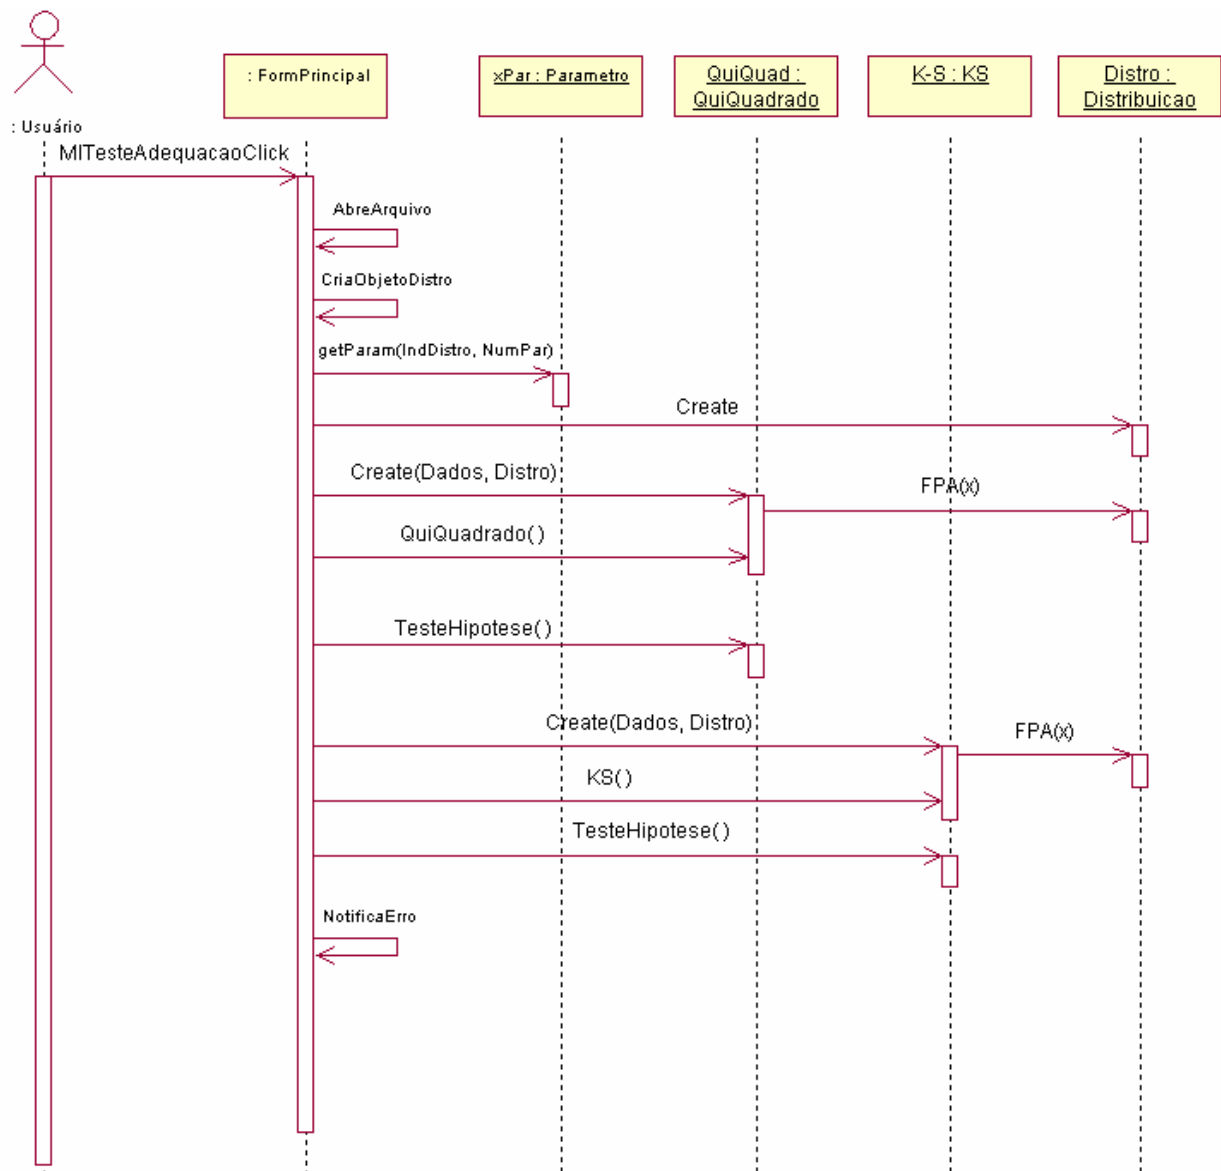 : Usuário
: FormPrincipal
xPar : Parametro
QuiQuad :
QuiQuadrado
K-S : KS
Distro :
Distribuicao
MITesteAdequacaoClick
AbreArquivo
CriaObjetoDistro
getParam(IndDistro, NumPar)
Create
Create(Dados, Distro)
FPA(x)
QuiQuadrado()
TesteHipotese()
Create(Dados, Distro)
FPA(x)
KS()
TesteHipotese()
NotificaErro